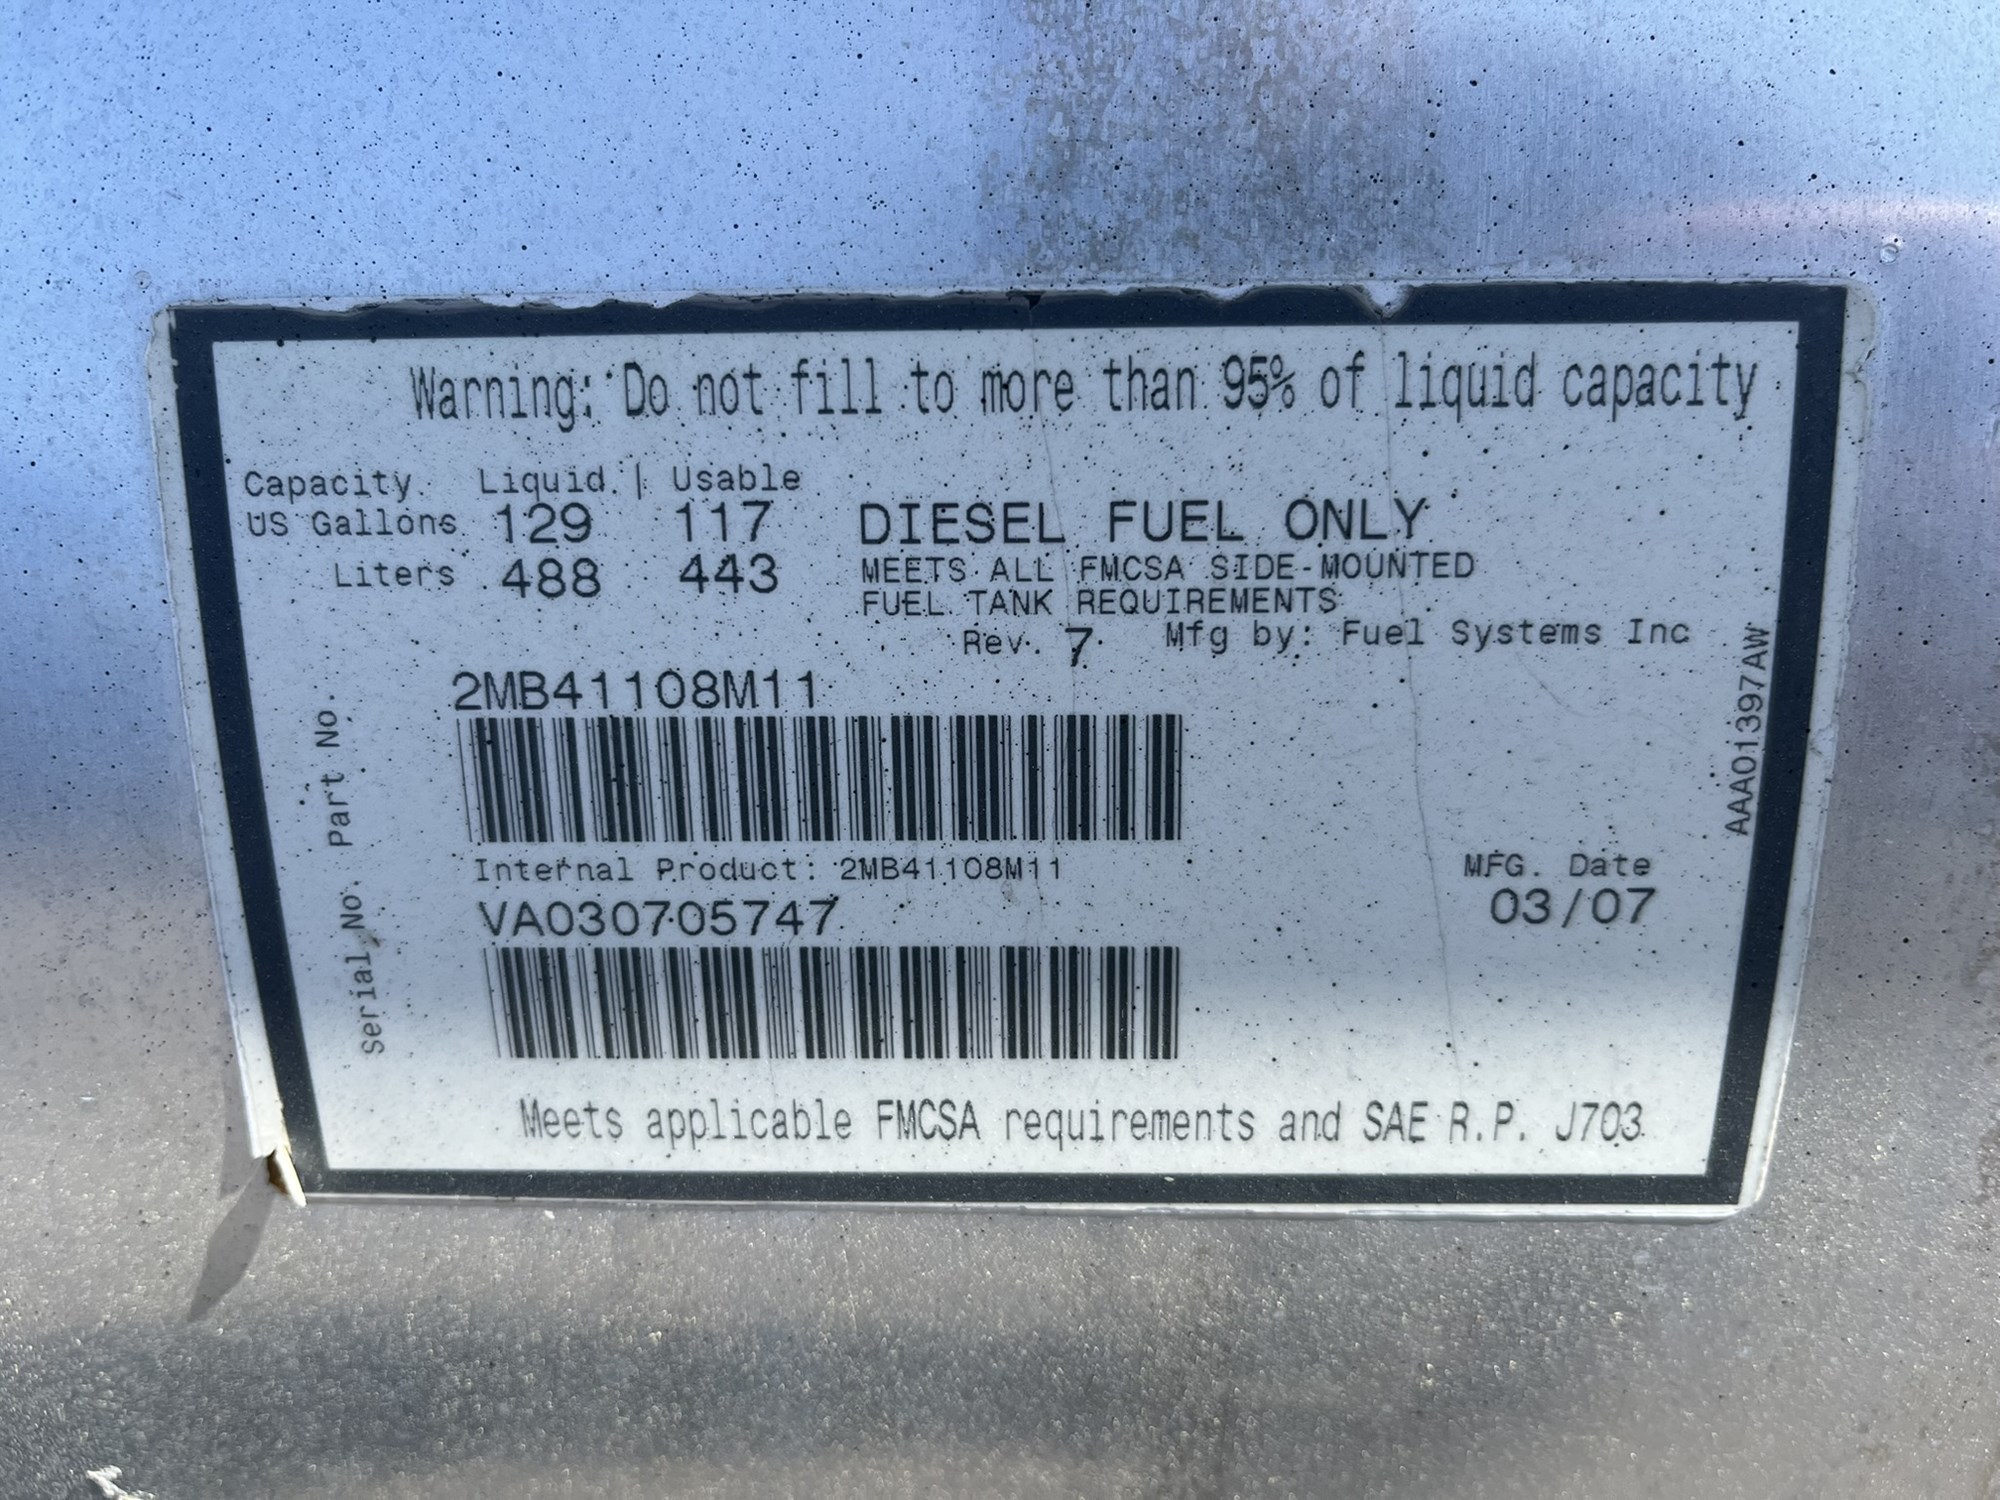 Warning: Do not fill to more than 95% of liquid capacity
Capacity Liquid | Usable
US Gallons 129 117
Liters 488 443
DIESEL FUEL ONLY
MEETS ALL FMCSA SIDE-MOUNTED
FUEL TANK REQUIREMENTS
Rev. 7 Mfg by: Fuel Systems Inc
AAA01397AW
Part No.
2MB41108M11
Internal Product: 2MB41108M11
Serial No.
VA030705747
MFG. Date
03/07
Meets applicable FMCSA requirements and SAE R.P. J703